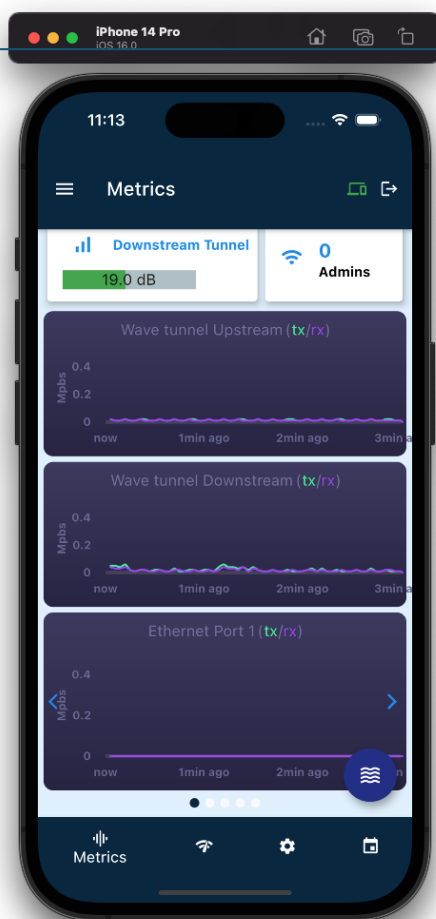 iPhone 14 Pro
iOS 16.0
11:13
Metrics
Downstream Tunnel
19.0 dB
0
Admins
Wave tunnel Upstream (tx/rx)
Mpbs
0.4
0.2
0
now 1min ago 2min ago 3min a
Wave tunnel Downstream (tx/rx)
Mpbs
0.4
0.2
0
now 1min ago 2min ago 3min a
Ethernet Port 1 (tx/rx)
Mpbs
0.4
0.2
0
now 1min ago 2min n
Metrics